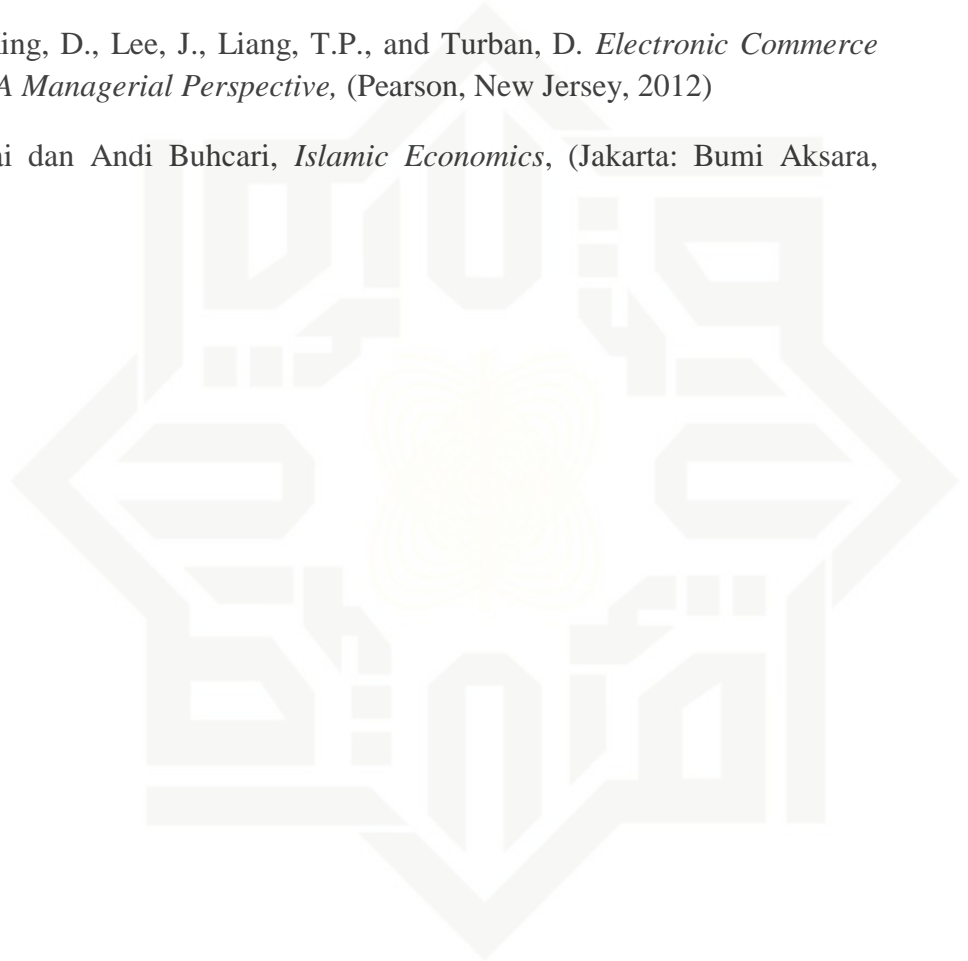 ing, D., Lee, J., Liang, T.P., and Turban, D. Electronic Commerce
A Managerial Perspective, (Pearson, New Jersey, 2012)
ai dan Andi Buhcari, Islamic Economics, (Jakarta: Bumi Aksara,